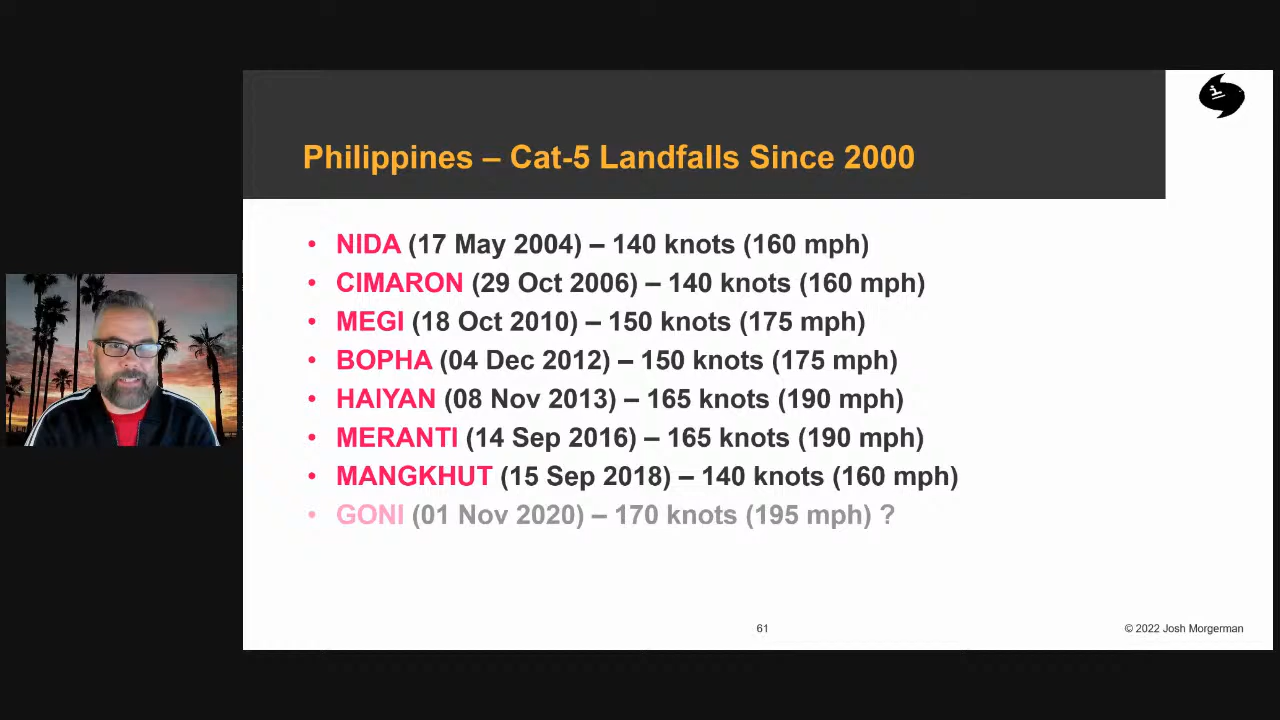 Philippines – Cat-5 Landfalls Since 2000
• NIDA (17 May 2004) – 140 knots (160 mph)
• CIMARON (29 Oct 2006) – 140 knots (160 mph)
• MEGI (18 Oct 2010) – 150 knots (175 mph)
• BOPHA (04 Dec 2012) – 150 knots (175 mph)
• HAIYAN (08 Nov 2013) – 165 knots (190 mph)
• MERANTI (14 Sep 2016) – 165 knots (190 mph)
• MANGKHUT (15 Sep 2018) – 140 knots (160 mph)
• GONI (01 Nov 2020) – 170 knots (195 mph) ?
61
© 2022 Josh Morgerman